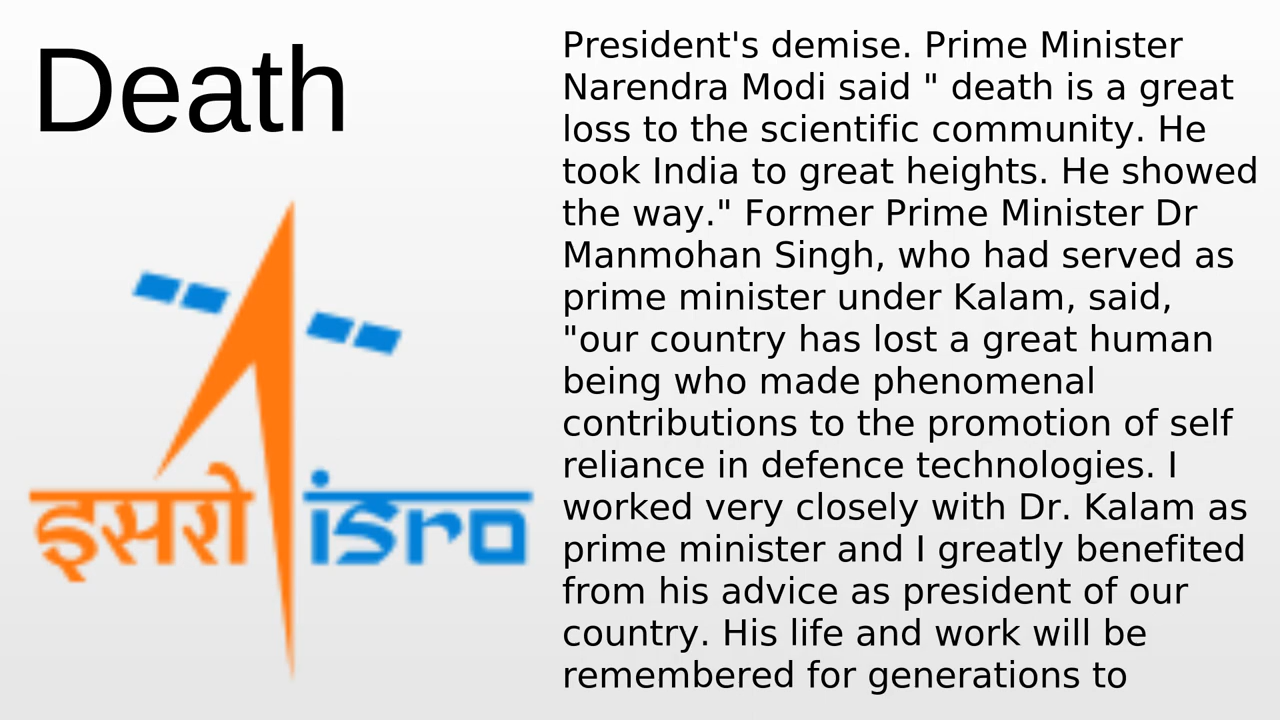 Death
इसरो isro
President's demise. Prime Minister
Narendra Modi said " death is a great
loss to the scientific community. He
took India to great heights. He showed
the way." Former Prime Minister Dr
Manmohan Singh, who had served as
prime minister under Kalam, said,
"our country has lost a great human
being who made phenomenal
contributions to the promotion of self
reliance in defence technologies. I
worked very closely with Dr. Kalam as
prime minister and I greatly benefited
from his advice as president of our
country. His life and work will be
remembered for generations to